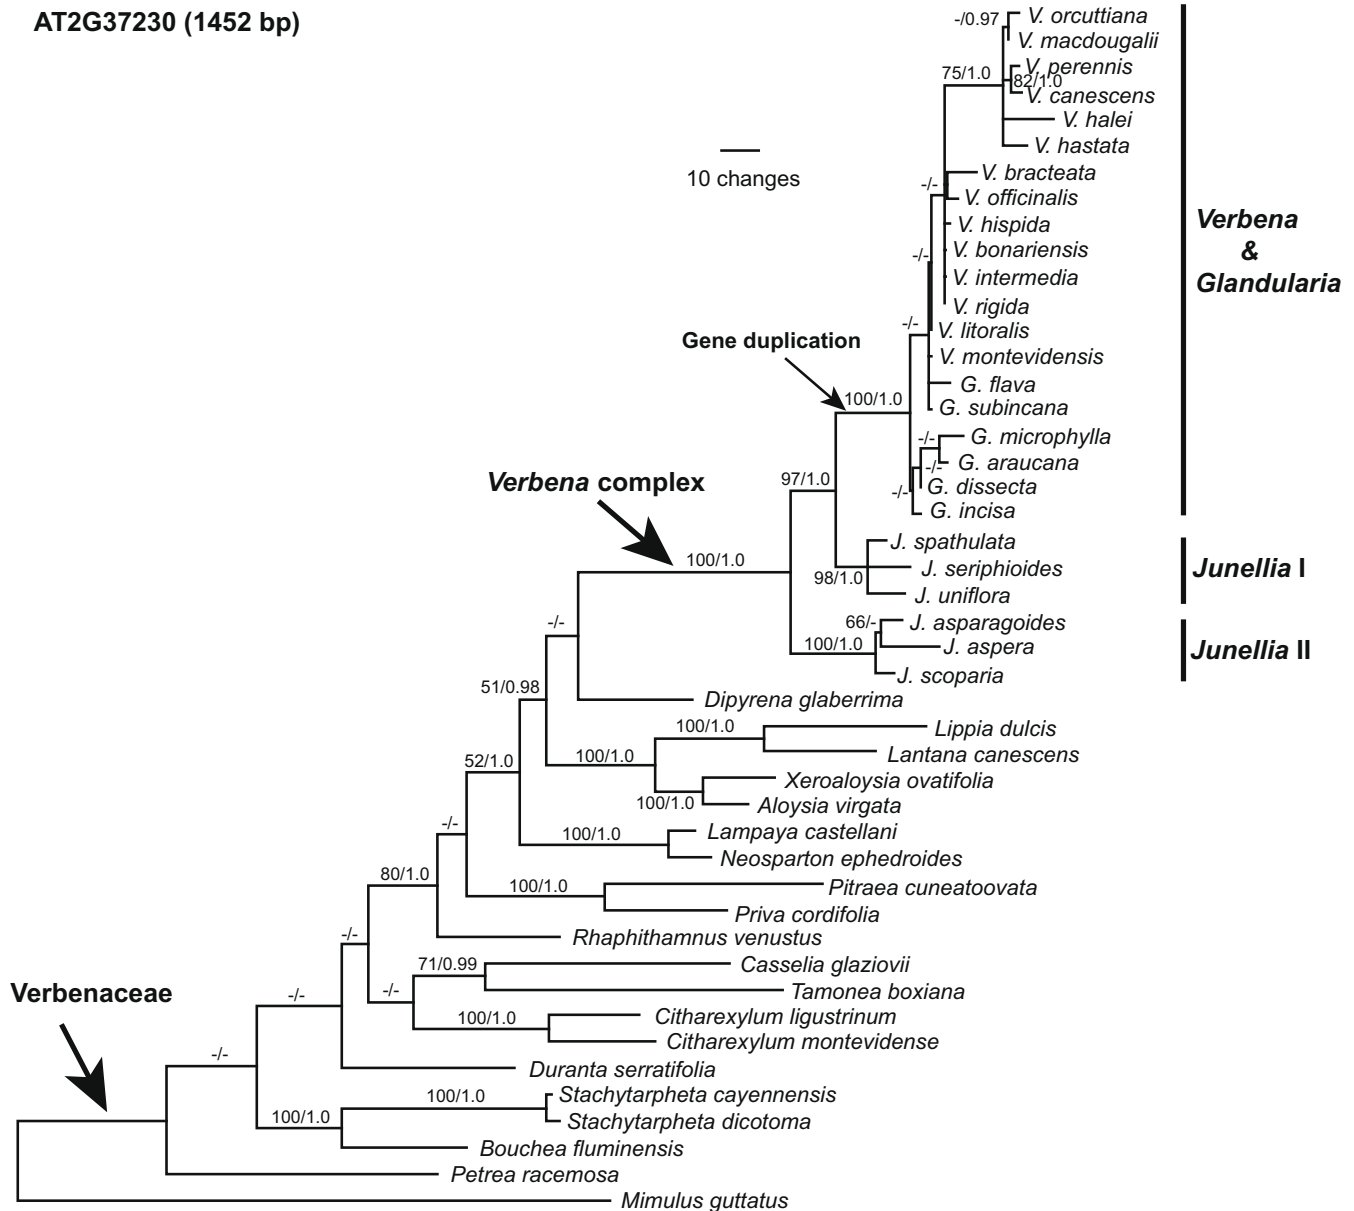 AT2G37230 (1452 bp)
-/0.97
V. orcuttiana
V. macdougalii
75/1.0
V. perennis
82/1.0
V. canescens
V. halei
V. hastata
10 changes
-/-
V. bracteata
V. officinalis
V. hispida
-/-
V. bonariensis
V. intermedia
V. rigida
-/-
V. litoralis
V. montevidensis
G. flava
G. subincana
Verbena
&
Glandularia
Gene duplication
100/1.0
-/-
G. microphylla
-/-
G. araucana
-/-
G. dissecta
G. incisa
Verbena complex
97/1.0
100/1.0
98/1.0
J. spathulata
J. seriphioides
J. uniflora
Junellia I
66/-
100/1.0
J. asparagoides
J. aspera
J. scoparia
Junellia II
-/-
51/0.98
Dipyrena glaberrima
100/1.0
Lippia dulcis
Lantana canescens
100/1.0
52/1.0
Xeroaloysia ovatifolia
100/1.0
Aloysia virgata
-/-
100/1.0
Lampaya castellani
Neosparton ephedroides
80/1.0
100/1.0
Pitraea cuneatoovata
Priva cordifolia
-/-
Rhaphithamnus venustus
71/0.99
Casselia glaziovii
-/-
Tamonea boxiana
Verbenaceae
-/-
100/1.0
Citharexylum ligustrinum
Citharexylum montevidense
-/-
Duranta serratifolia
100/1.0
Stachytarpheta cayennensis
100/1.0
Stachytarpheta dicotoma
Bouchea fluminensis
Petrea racemosa
Mimulus guttatus